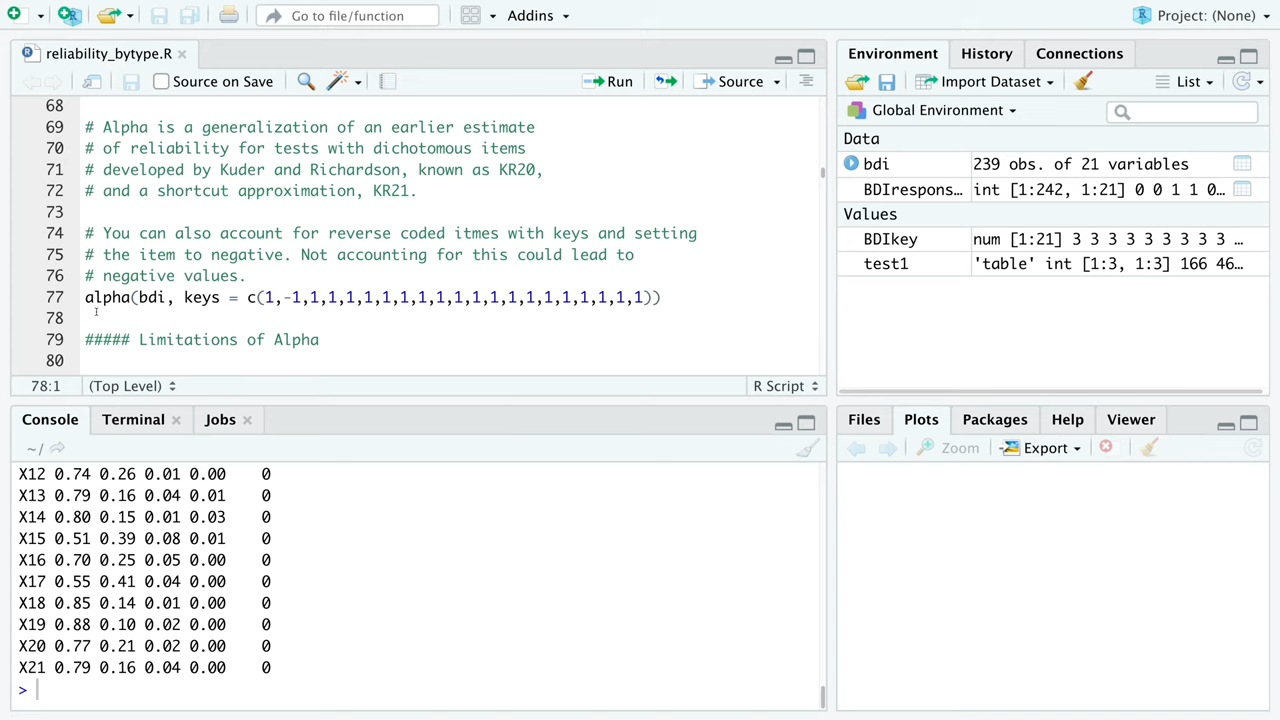 Go to file/function
Addins
Project: (None)
reliability_bytype.R
Source on Save
Run
Source
68
69 # Alpha is a generalization of an earlier estimate
70 # of reliability for tests with dichotomous items
71 # developed by Kuder and Richardson, known as KR20,
72 # and a shortcut approximation, KR21.
73
74 # You can also account for reverse coded itmes with keys and setting
75 # the item to negative. Not accounting for this could lead to
76 # negative values.
77 alpha(bdi, keys = c(1,-1,1,1,1,1,1,1,1,1,1,1,1,1,1,1,1,1,1,1,1))
78
79 ##### Limitations of Alpha
80
78:1 (Top Level) R Script
Console Terminal Jobs
~/
X12 0.74 0.26 0.01 0.00 0
X13 0.79 0.16 0.04 0.01 0
X14 0.80 0.15 0.01 0.03 0
X15 0.51 0.39 0.08 0.01 0
X16 0.70 0.25 0.05 0.00 0
X17 0.55 0.41 0.04 0.00 0
X18 0.85 0.14 0.01 0.00 0
X19 0.88 0.10 0.02 0.00 0
X20 0.77 0.21 0.02 0.00 0
X21 0.79 0.16 0.04 0.00 0
>
Environment History Connections
Import Dataset List
Global Environment
Data
bdi 239 obs. of 21 variables
BDIrespons… int [1:242, 1:21] 0 0 1 1 0…
Values
BDIkey num [1:21] 3 3 3 3 3 3 3 3 3 …
test1 'table' int [1:3, 1:3] 166 46…
Files Plots Packages Help Viewer
Zoom Export